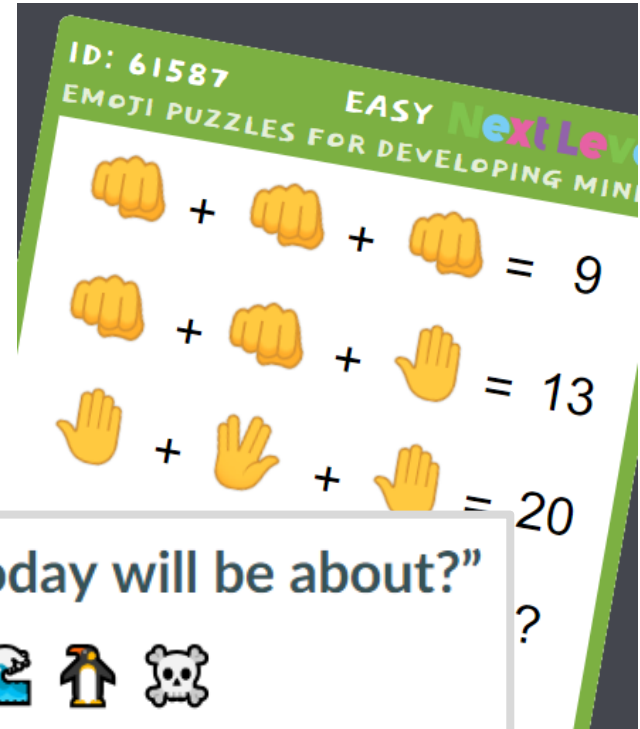 ID: 61587 EASY Next Leve
EMOJI PUZZLES FOR DEVELOPING MIN
👊 + 👊 + 👊 = 9
👊 + 👊 + 🤚 = 13
🤚 + 🖖 + 🤚 = 20
?
oday will be about?”
🌊 🐧 ☠️